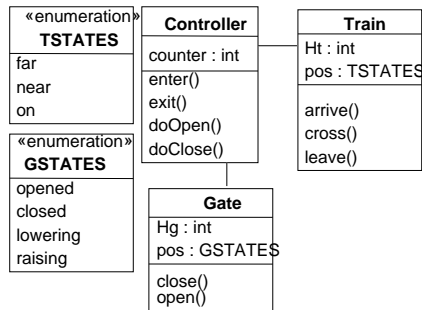 «enumeration»
TSTATES
far
near
on
«enumeration»
GSTATES
opened
closed
lowering
raising
Controller
counter : int
enter()
exit()
doOpen()
doClose()
Train
Ht : int
pos : TSTATES
arrive()
cross()
leave()
Gate
Hg : int
pos : GSTATES
close()
open()